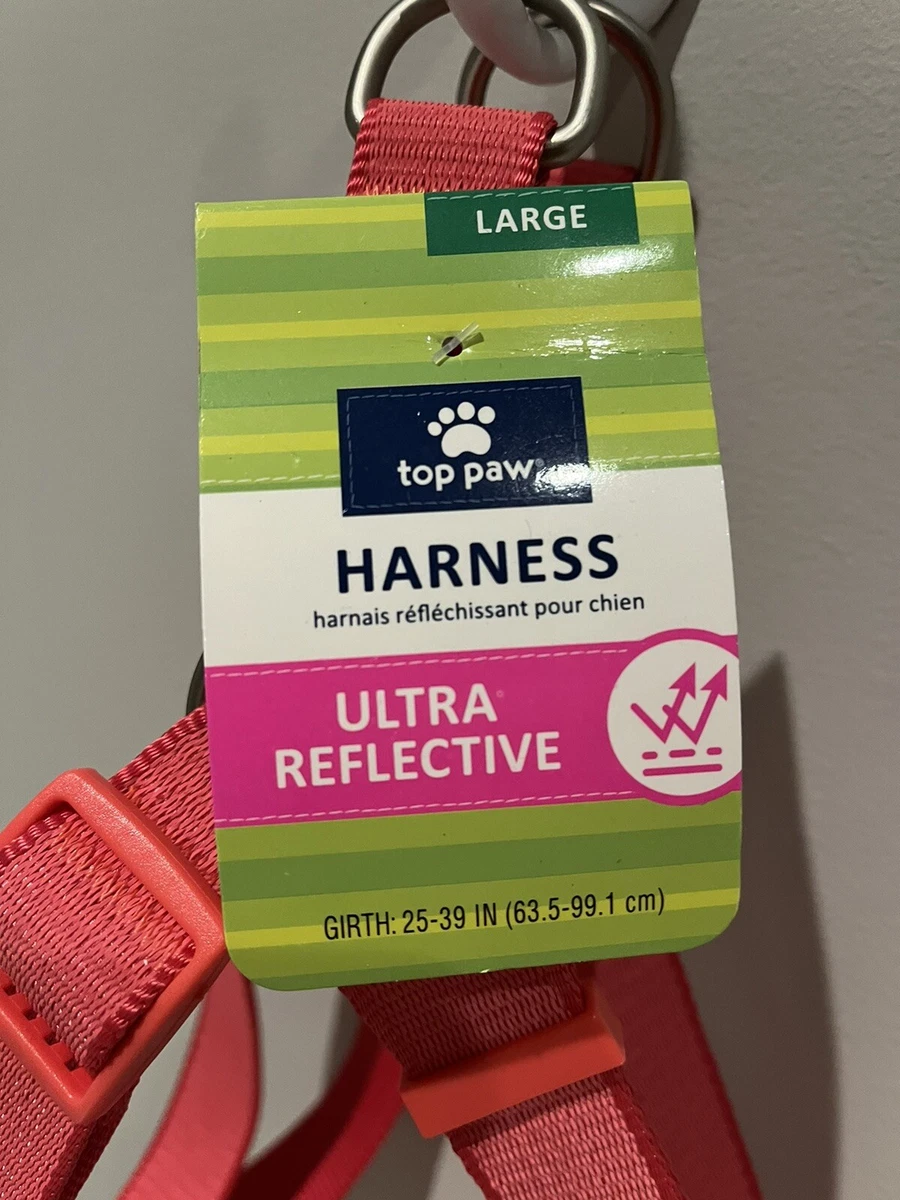 LARGE
top paw®
HARNESS
harnais réfléchissant pour chien
ULTRA
REFLECTIVE
GIRTH: 25-39 IN (63.5-99.1 cm)